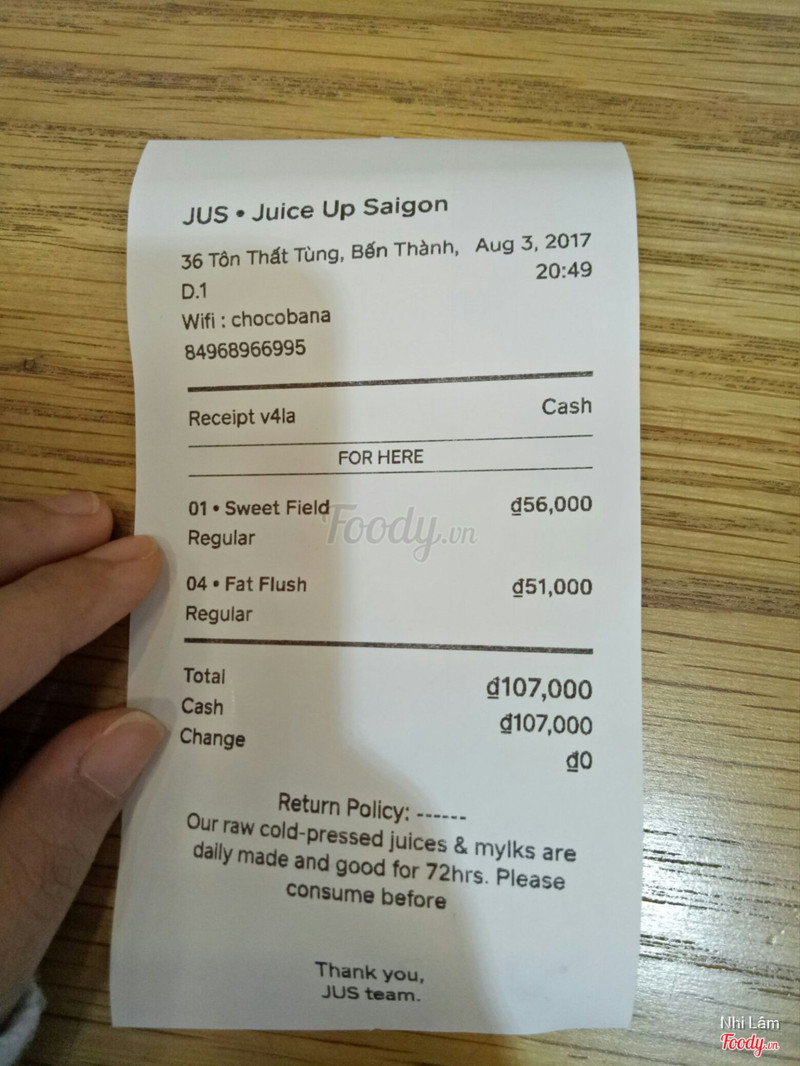 JUS • Juice Up Saigon
36 Tôn Thất Tùng, Bến Thành, Aug 3, 2017
D.1 20:49
Wifi : chocobana
84968966995
Receipt v4la Cash
FOR HERE
01 • Sweet Field ₫56,000
Regular
04 • Fat Flush ₫51,000
Regular
Total ₫107,000
Cash ₫107,000
Change ₫0
Return Policy: ------
Our raw cold-pressed juices & mylks are
daily made and good for 72hrs. Please
consume before
Thank you,
JUS team.
Foody.vn
Nhi Lâm
Foody.vn